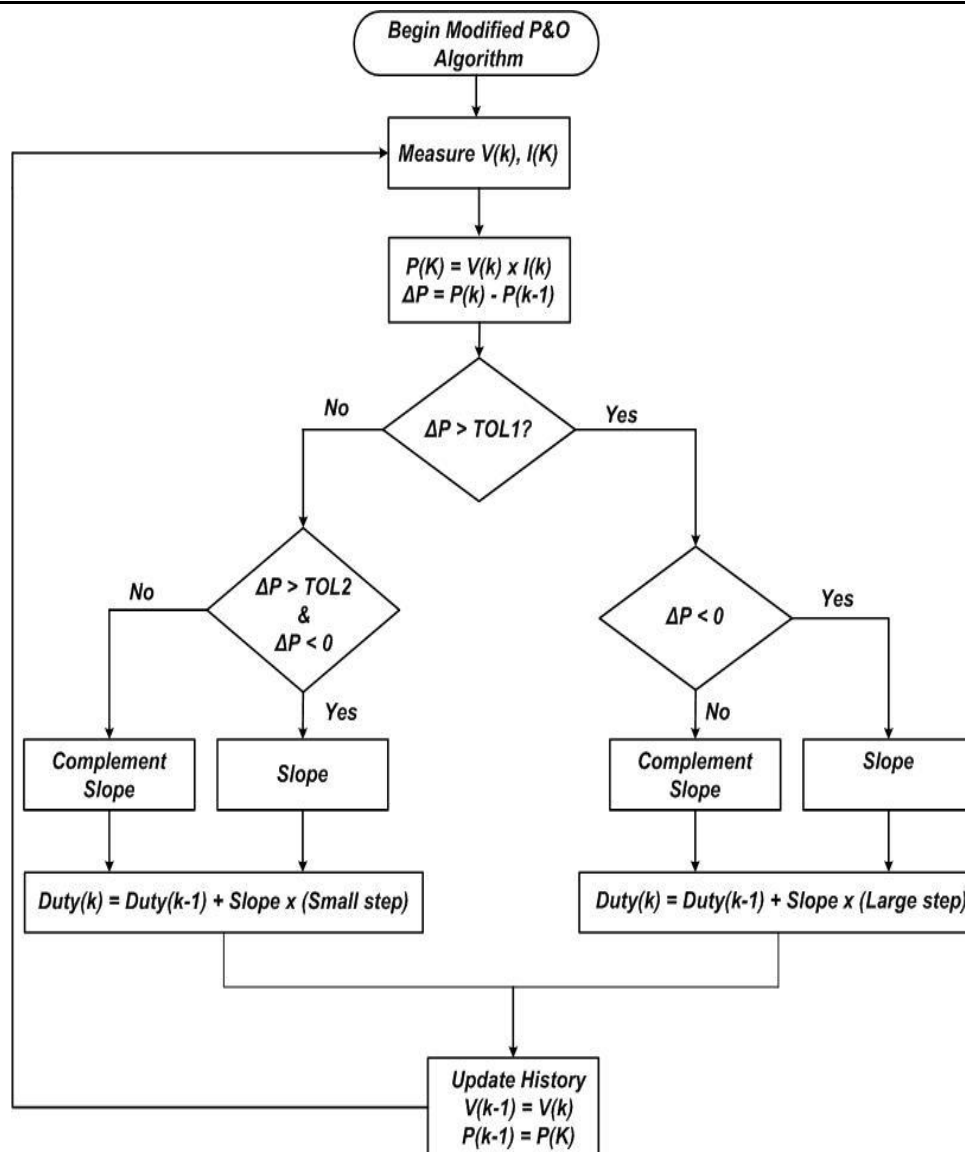 Begin Modified P&O
Algorithm
Measure V(k), I(K)
P(K) = V(k) x I(k)
ΔP = P(k) - P(k-1)
No
ΔP > TOL1?
Yes
No
ΔP > TOL2
&
ΔP < 0
Yes
ΔP < 0
Yes
No
Complement
Slope
Slope
Complement
Slope
Slope
Duty(k) = Duty(k-1) + Slope x (Small step)
Duty(k) = Duty(k-1) + Slope x (Large step)
Update History
V(k-1) = V(k)
P(k-1) = P(K)